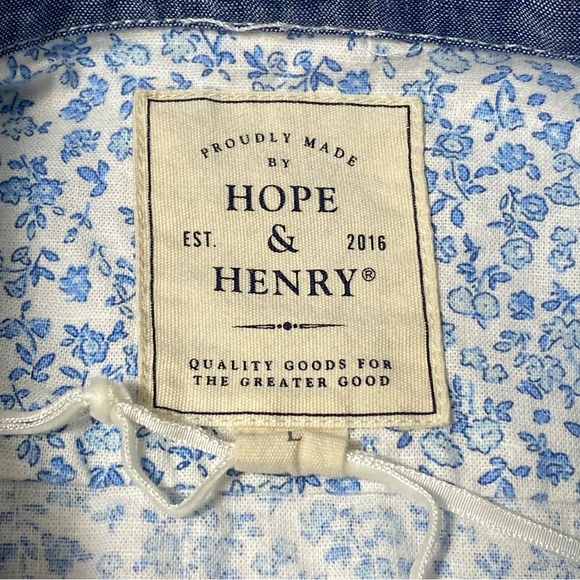 PROUDLY MADE
BY
HOPE
EST. & 2016
HENRY®
QUALITY GOODS FOR
THE GREATER GOOD
L